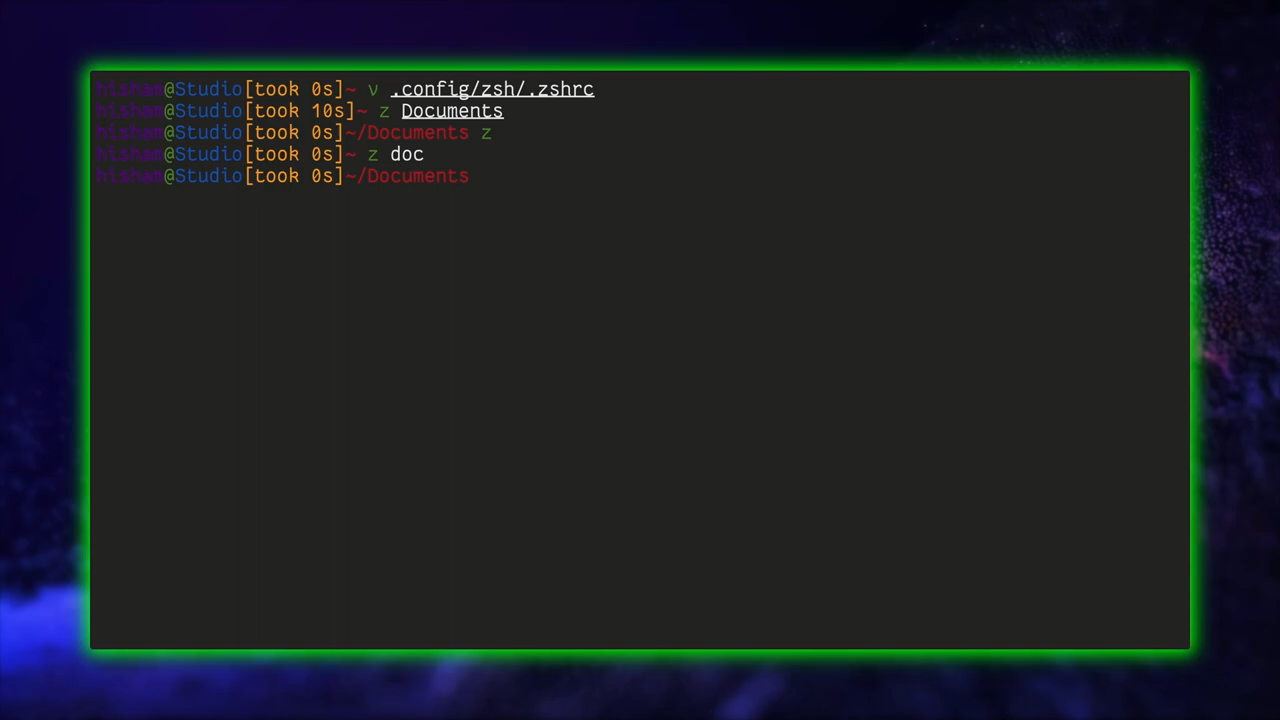 hisham@Studio[took 0s]~ v .config/zsh/.zshrc
hisham@Studio[took 10s]~ z Documents
hisham@Studio[took 0s]~/Documents z
hisham@Studio[took 0s]~ z doc
hisham@Studio[took 0s]~/Documents